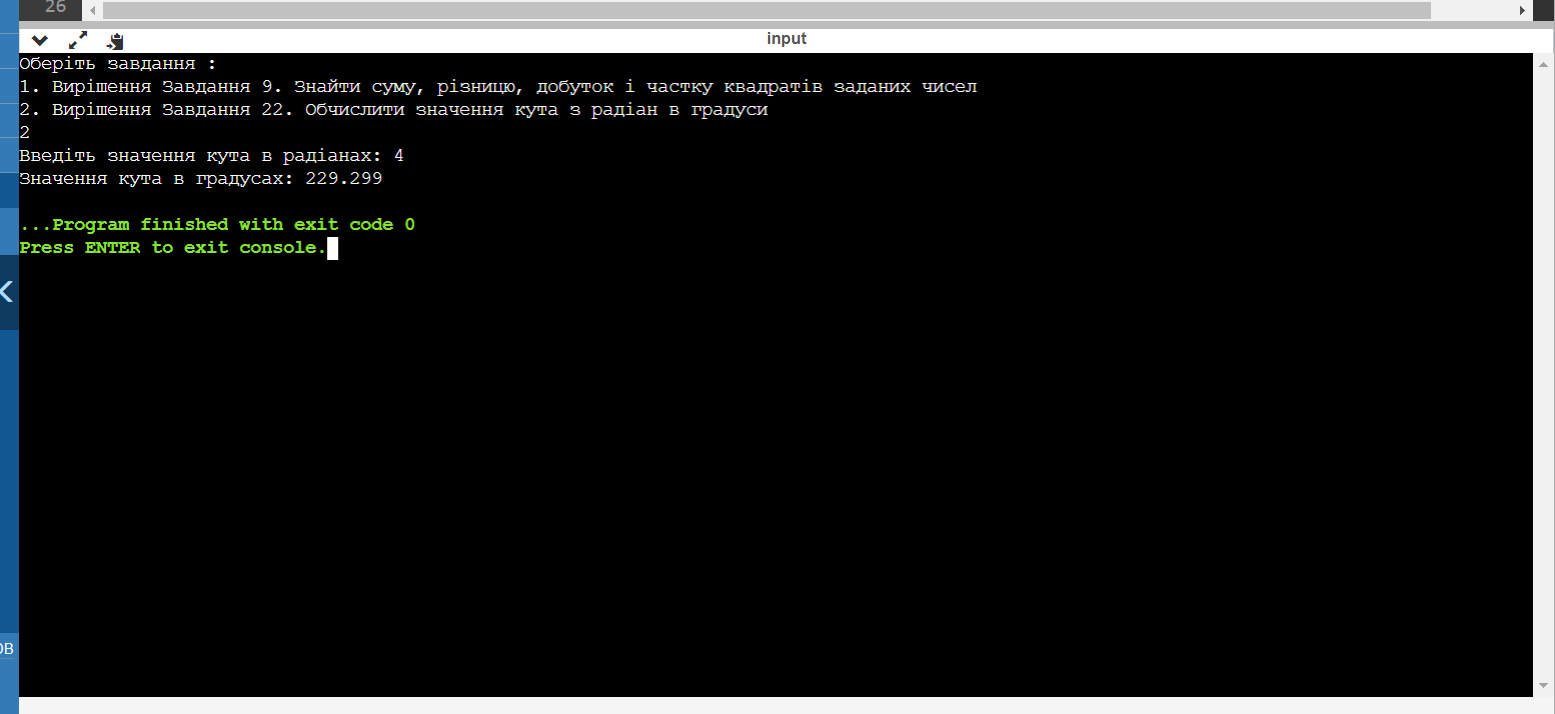 26
input
Оберіть завдання :
1. Вирішення Завдання 9. Знайти суму, різницю, добуток і частку квадратів заданих чисел
2. Вирішення Завдання 22. Обчислити значення кута з радіан в градуси
2
Введіть значення кута в радіанах: 4
Значення кута в градусах: 229.299
...Program finished with exit code 0
Press ENTER to exit console.